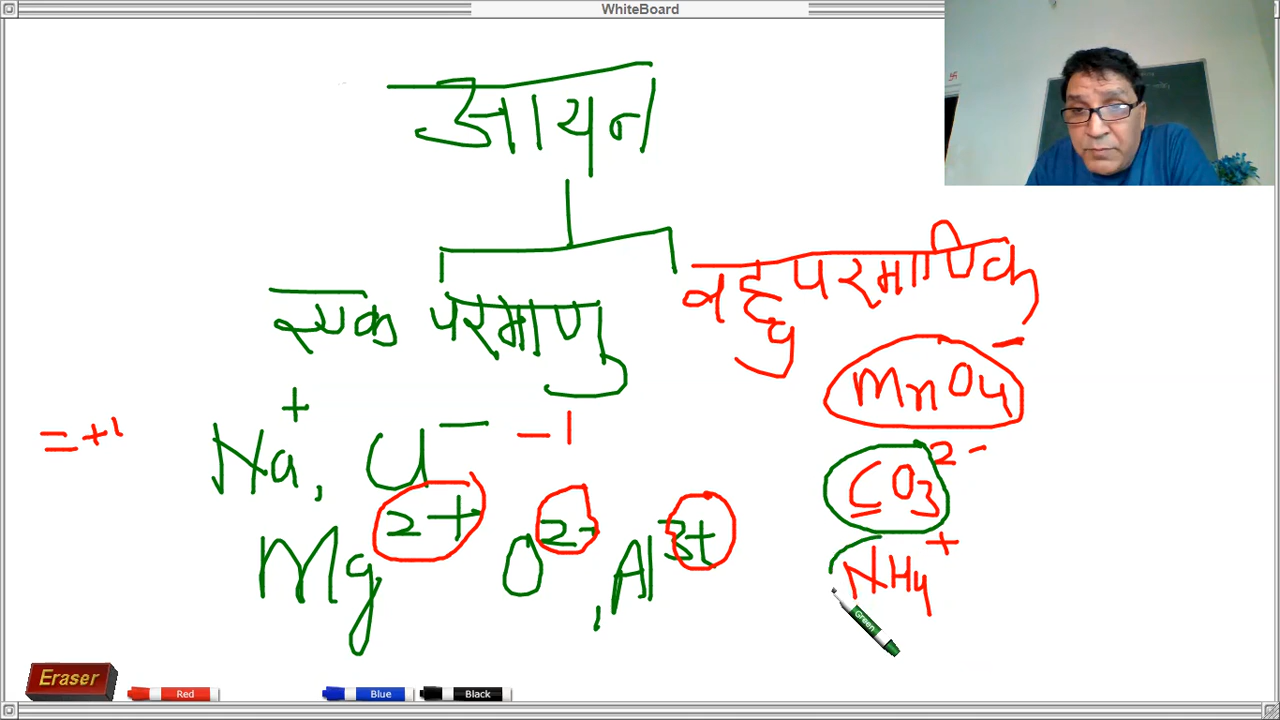 WhiteBoard
आयन
एक परमाणु
बहुपरमाण्विक
Na⁺, Cl⁻ -1
= +1
Mg²⁺ O²⁻, Al³⁺
MnO₄⁻
CO₃²⁻
NH₄⁺
Green
Eraser Red Blue Black